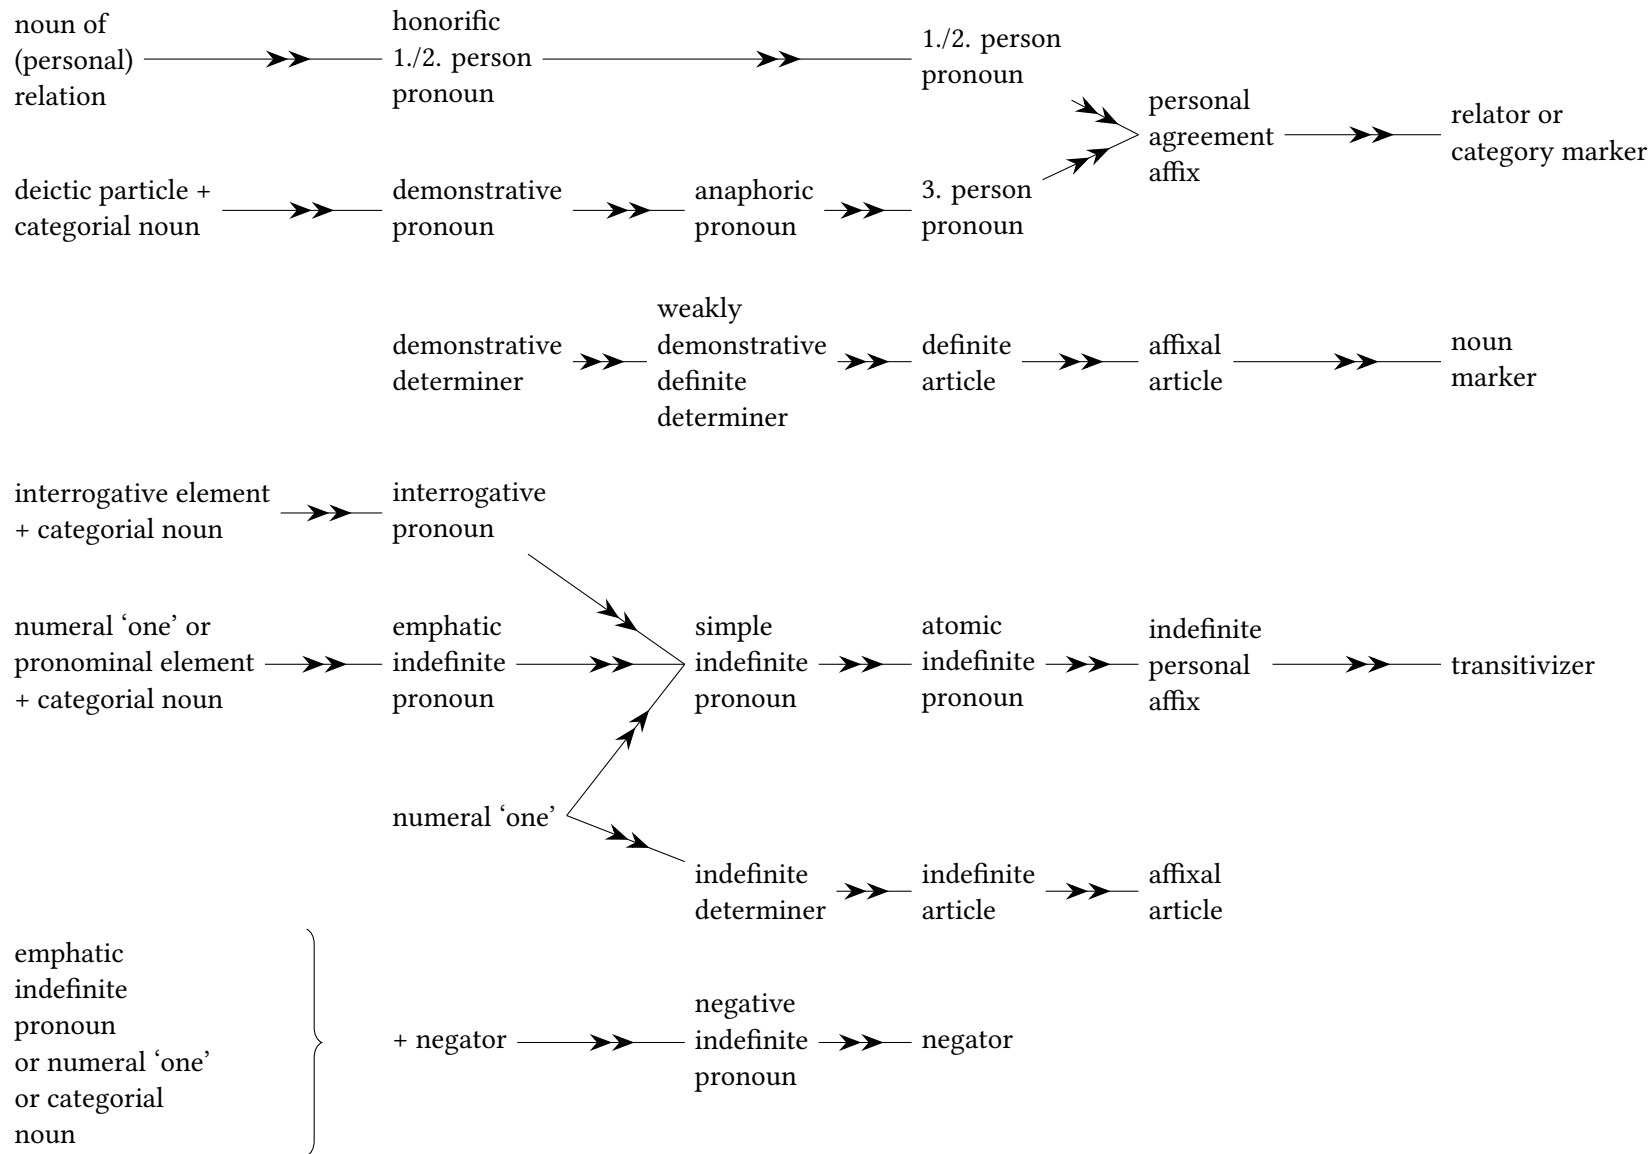 noun of
(personal)
relation
honorific
1./2. person
pronoun
1./2. person
pronoun
personal
agreement
affix
relator or
category marker
deictic particle +
categorial noun
demonstrative
pronoun
anaphoric
pronoun
3. person
pronoun
demonstrative
determiner
weakly
demonstrative
definite
determiner
definite
article
affixal
article
noun
marker
interrogative element
+ categorial noun
interrogative
pronoun
numeral ‘one’ or
pronominal element
+ categorial noun
emphatic
indefinite
pronoun
simple
indefinite
pronoun
atomic
indefinite
pronoun
indefinite
personal
affix
transitivizer
numeral ‘one’
indefinite
determiner
indefinite
article
affixal
article
emphatic
indefinite
pronoun
or numeral ‘one’
or categorial
noun
+ negator
negative
indefinite
pronoun
negator